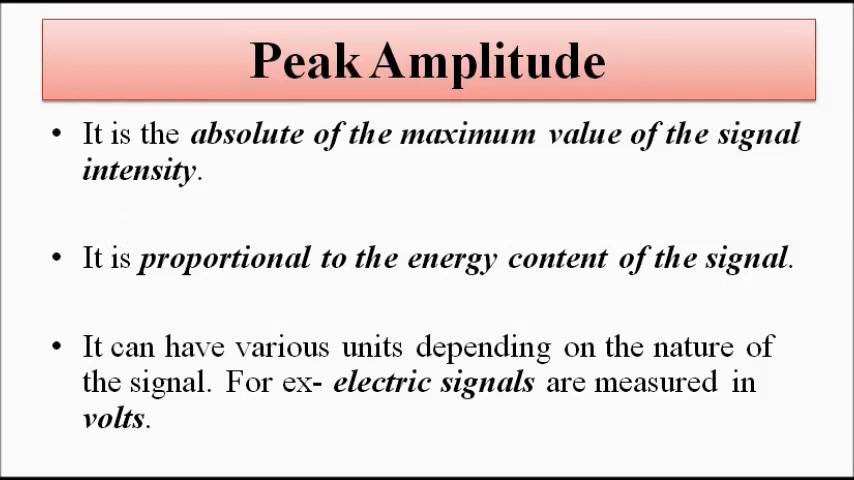 Peak Amplitude
• It is the absolute of the maximum value of the signal
intensity.
• It is proportional to the energy content of the signal.
• It can have various units depending on the nature of
the signal. For ex- electric signals are measured in
volts.